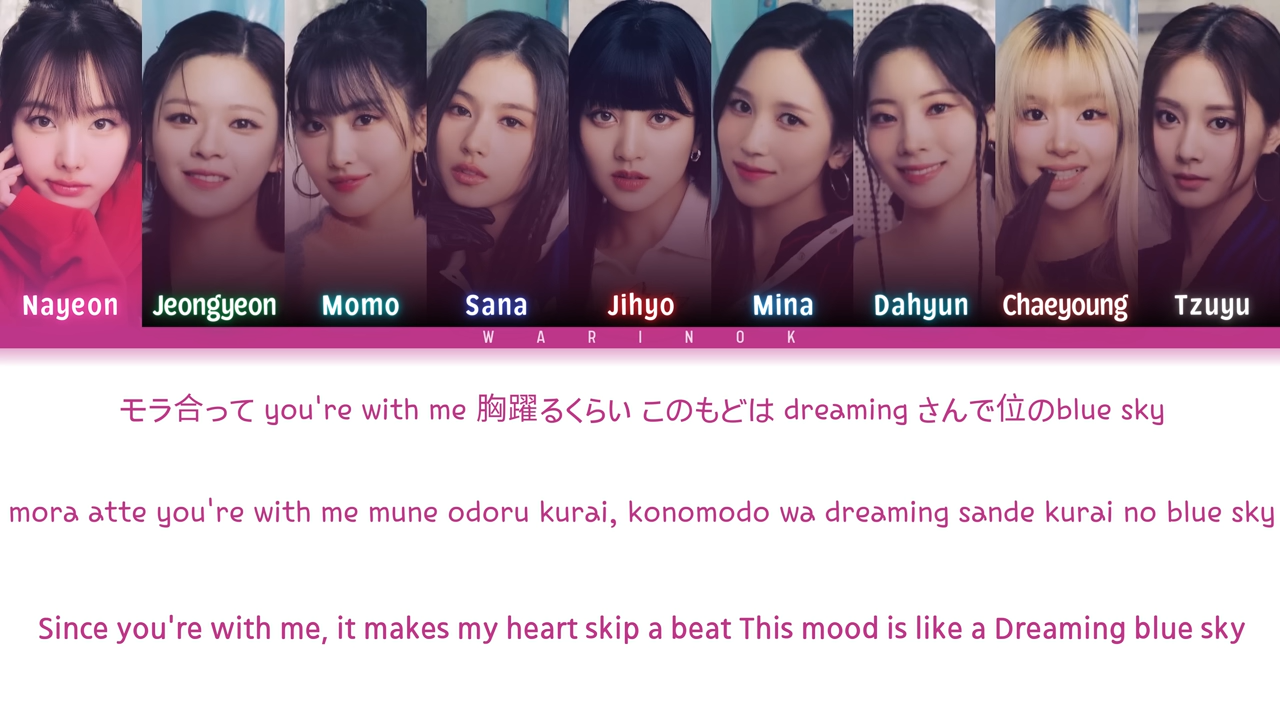 Nayeon Jeongyeon Momo Sana Jihyo Mina Dahyun Chaeyoung Tzuyu
WARINOK
モラ合って you're with me 胸躍るくらい このもどは dreaming さんで位のblue sky
mora atte you're with me mune odoru kurai, konomodo wa dreaming sande kurai no blue sky
Since you're with me, it makes my heart skip a beat This mood is like a Dreaming blue sky